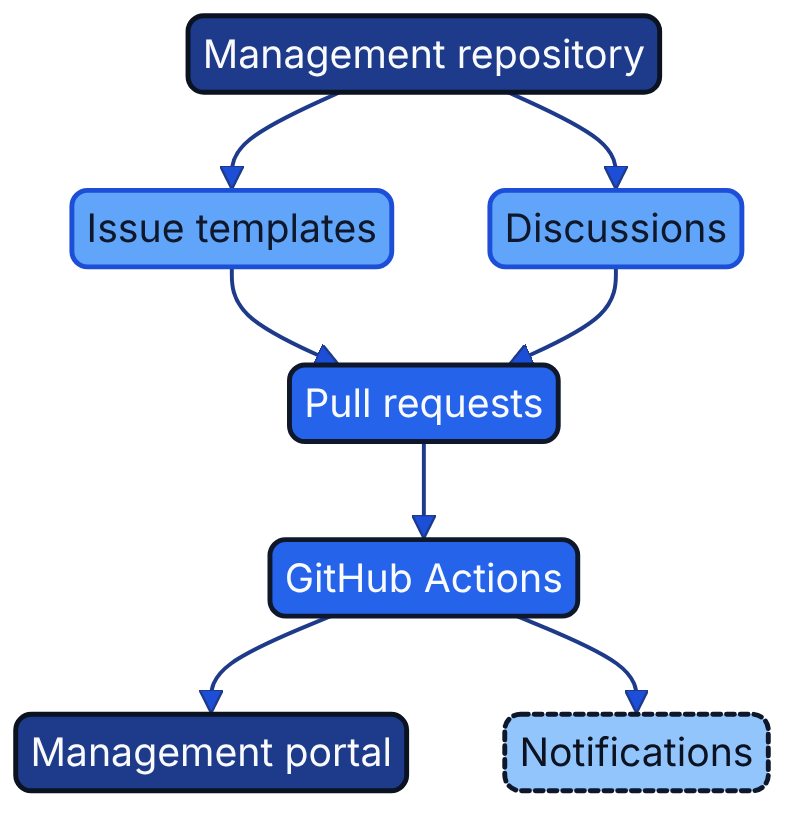 Management repository
Issue templates
Discussions
Pull requests
GitHub Actions
Management portal
Notifications